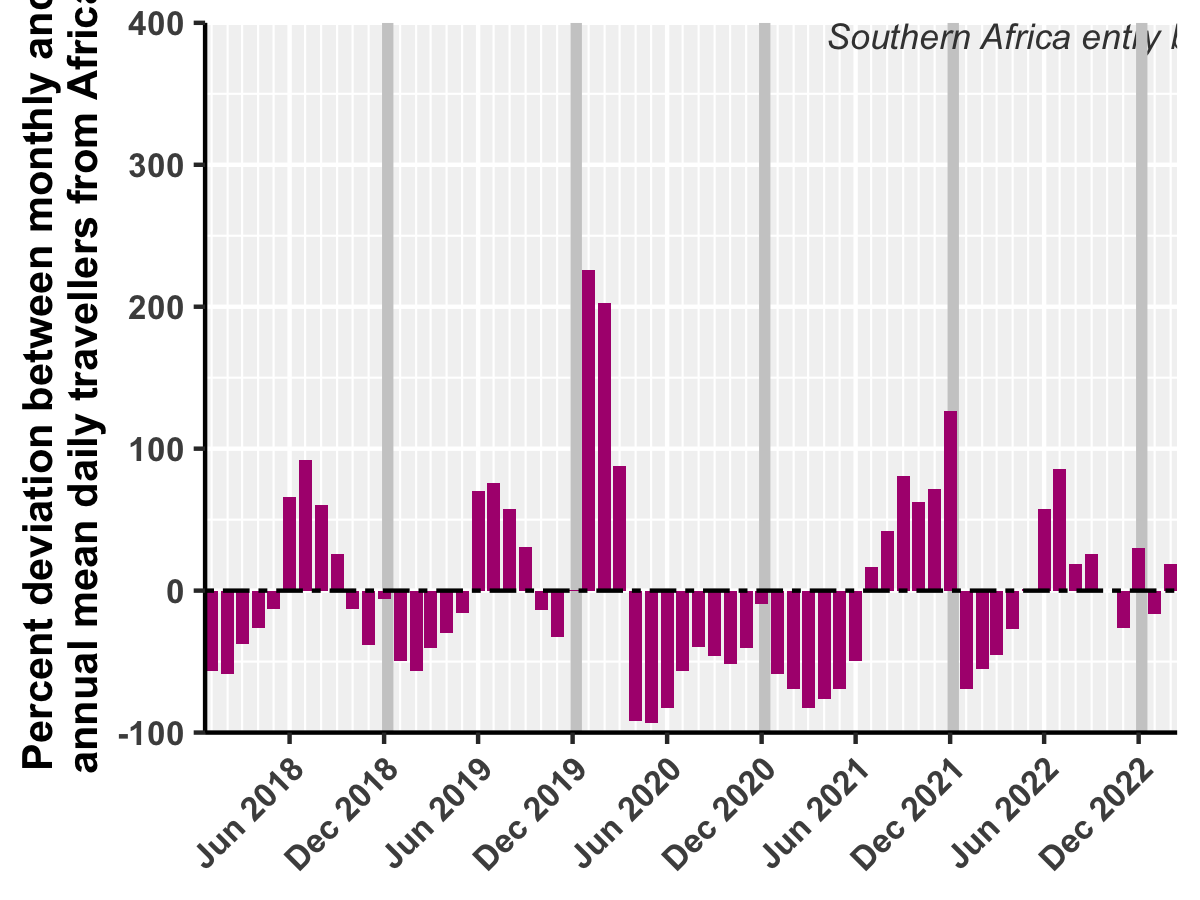 Percent deviation between monthly and
annual mean daily travellers from Africa
400
300
200
100
0
-100
Southern Africa entry b
Jun 2018
Dec 2018
Jun 2019
Dec 2019
Jun 2020
Dec 2020
Jun 2021
Dec 2021
Jun 2022
Dec 2022